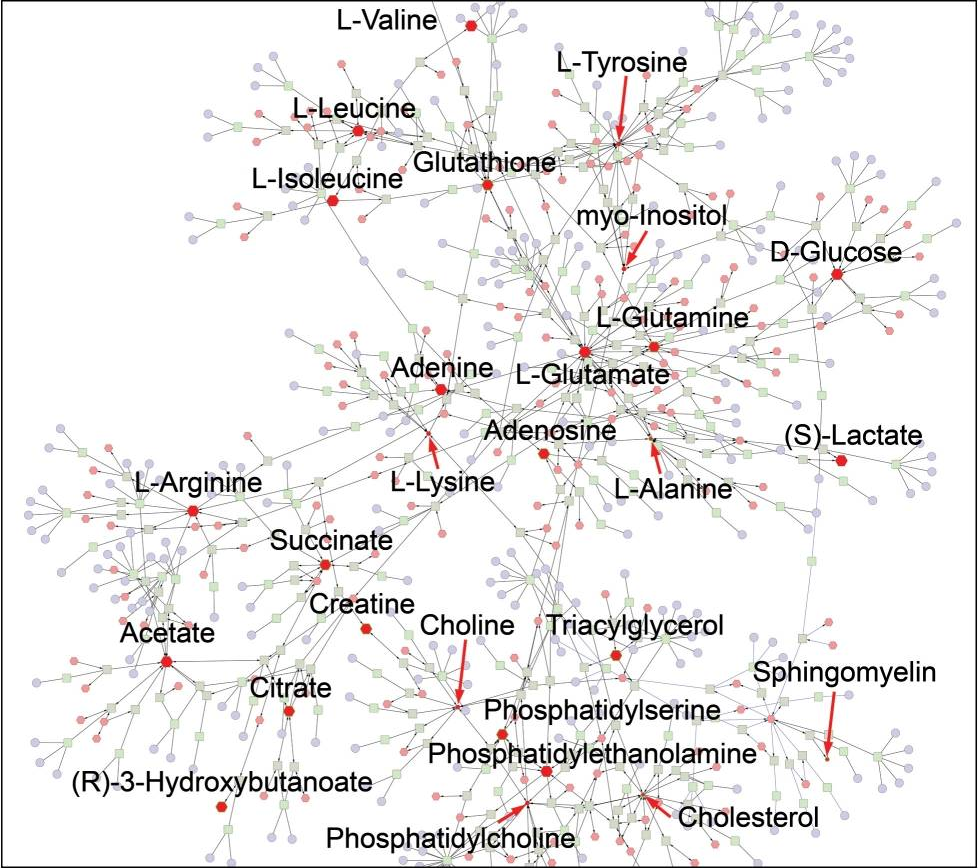 L-Valine
L-Tyrosine
L-Leucine
Glutathione
L-Isoleucine
myo-Inositol
D-Glucose
L-Glutamine
Adenine
L-Glutamate
Adenosine
(S)-Lactate
L-Arginine
L-Lysine
L-Alanine
Succinate
Creatine
Choline
Triacylglycerol
Acetate
Sphingomyelin
Citrate
Phosphatidylserine
Phosphatidylethanolamine
(R)-3-Hydroxybutanoate
Cholesterol
Phosphatidylcholine